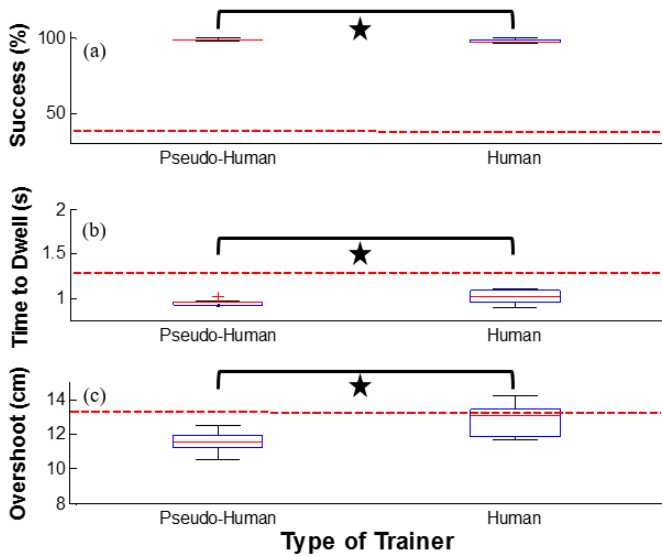 Success (%)
(a)
100
50
Pseudo-Human Human
Time to Dwell (s)
(b)
2
1.5
1
Pseudo-Human Human
Overshoot (cm)
(c)
14
12
10
8
Pseudo-Human Human
Type of Trainer